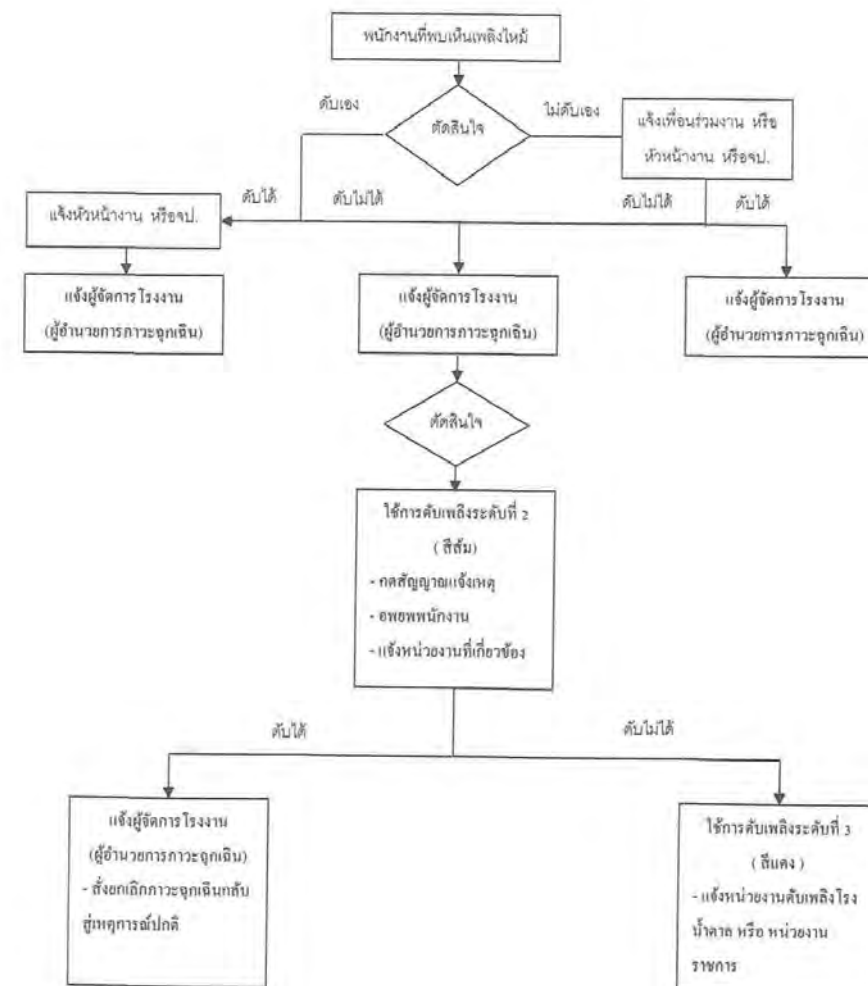 พนักงานที่พบเห็นเพลิงไหม้
ดับเอง
ตัดสินใจ
ไม่ดับเอง
แจ้งเพื่อนร่วมงาน หรือ
หัวหน้างาน หรือจป.
แจ้งหัวหน้างาน หรือจป.
ดับได้
ดับไม่ได้
ดับไม่ได้
ดับได้
แจ้งผู้จัดการโรงงาน
(ผู้อำนวยการภาวะฉุกเฉิน)
แจ้งผู้จัดการโรงงาน
(ผู้อำนวยการภาวะฉุกเฉิน)
แจ้งผู้จัดการโรงงาน
(ผู้อำนวยการภาวะฉุกเฉิน)
ตัดสินใจ
ใช้การดับเพลิงระดับที่ 2
( สีส้ม)
- กดสัญญาณแจ้งเหตุ
- อพยพพนักงาน
- แจ้งหน่วยงานที่เกี่ยวข้อง
ดับได้
ดับไม่ได้
แจ้งผู้จัดการโรงงาน
(ผู้อำนวยการภาวะฉุกเฉิน)
- สั่งยกเลิกภาวะฉุกเฉินกลับ
สู่เหตุการณ์ปกติ
ใช้การดับเพลิงระดับที่ 3
( สีแดง )
- แจ้งหน่วยงานดับเพลิงโรง
น้ำตาล หรือ หน่วยงาน
ราชการ